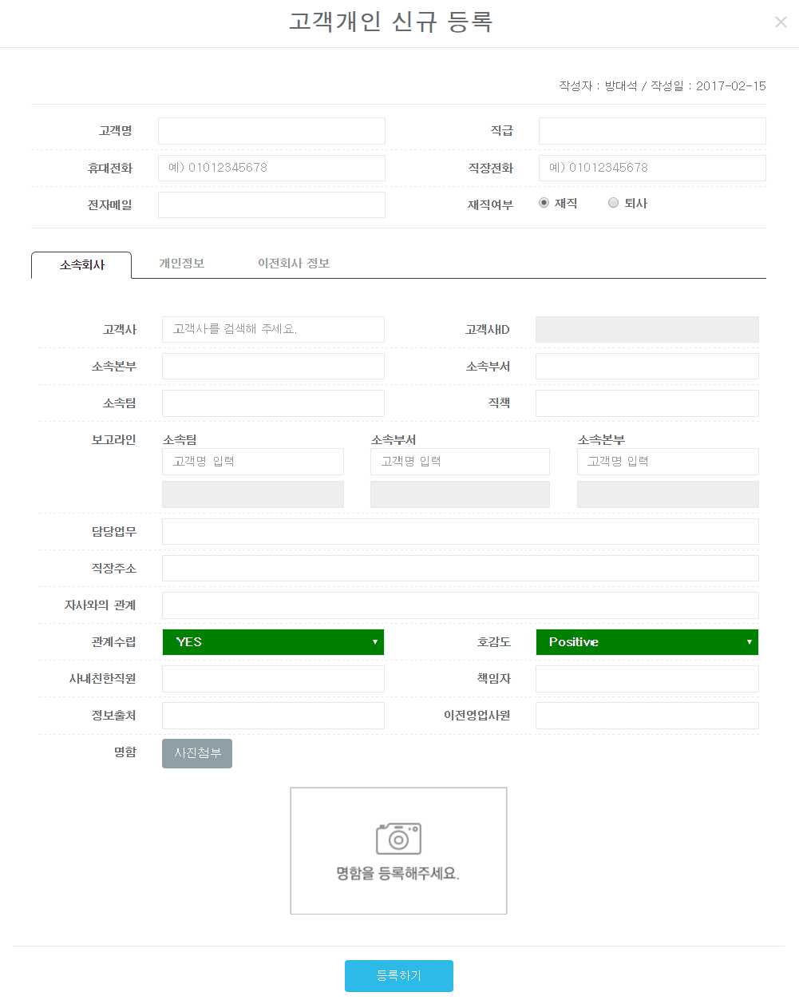 고객개인 신규 등록
작성자 : 방대석 / 작성일 : 2017-02-15
고객명 직급
휴대전화 예) 01012345678 직장전화 예) 01012345678
전자메일 재직여부 재직 퇴사
소속회사 개인정보 이전회사 정보
고객사 고객사를 검색해 주세요. 고객사ID
소속본부 소속부서
소속팀 직책
보고라인 소속팀 소속부서 소속본부
고객명 입력 고객명 입력 고객명 입력
담당업무
직장주소
자사와의 관계
관계수립 YES 호감도 Positive
사내친한직원 책임자
정보출처 이전영업사원
명함 사진첨부
명함을 등록해주세요.
등록하기